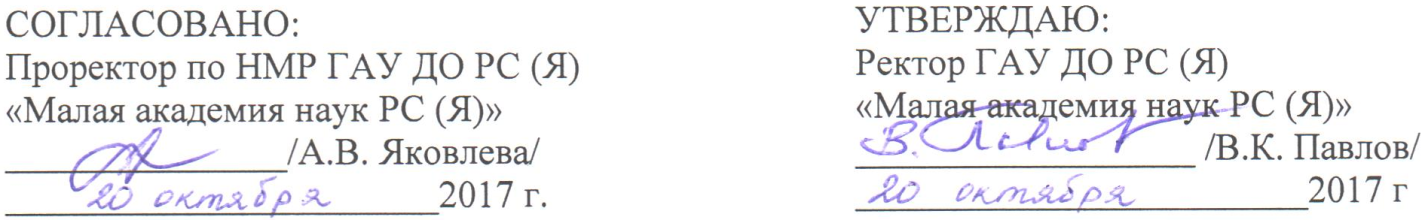 СОГЛАСОВАНО:
Проректор по НМР ГАУ ДО РС (Я)
«Малая академия наук РС (Я)»
/А.В. Яковлева/
20 октября 2017 г.
УТВЕРЖДАЮ:
Ректор ГАУ ДО РС (Я)
«Малая академия наук РС (Я)»
/В.К. Павлов/
20 октября 2017 г